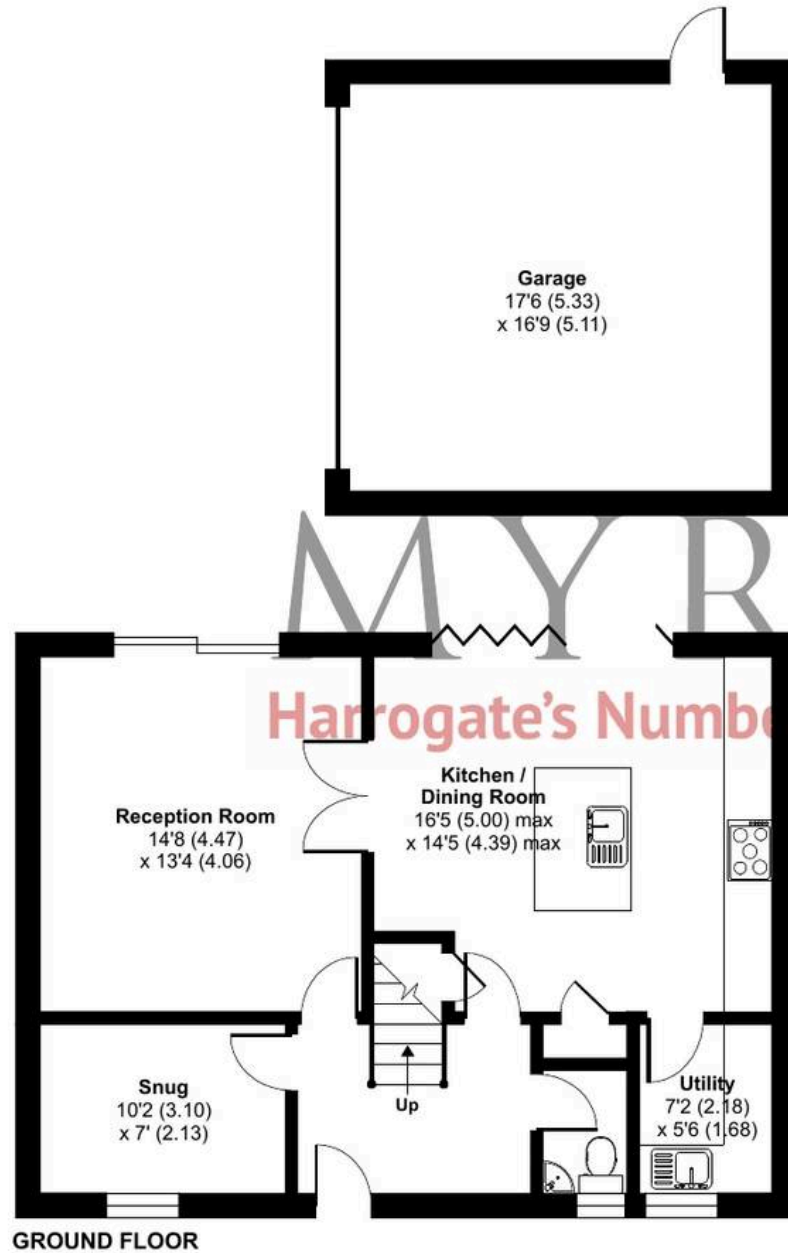 Garage
17'6 (5.33)
x 16'9 (5.11)
MYR
Harrogate's Numbe
Kitchen /
Dining Room
16'5 (5.00) max
x 14'5 (4.39) max
Reception Room
14'8 (4.47)
x 13'4 (4.06)
Snug
10'2 (3.10)
x 7' (2.13)
Up
Utility
7'2 (2.18)
x 5'6 (1.68)
GROUND FLOOR